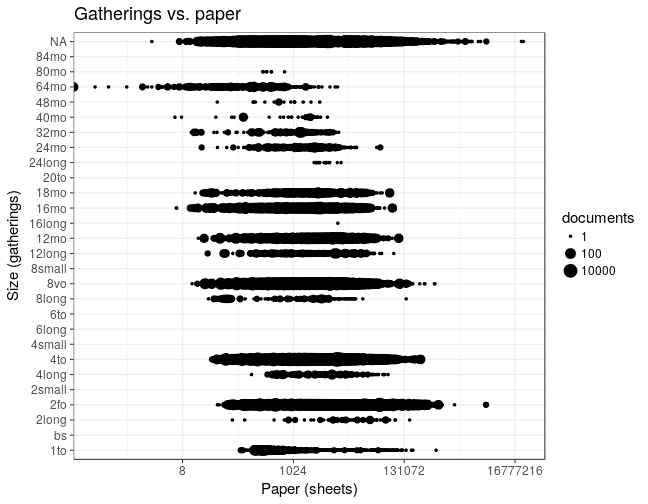 Gatherings vs. paper
NA
84mo
80mo
64mo
48mo
40mo
32mo
24mo
24long
20to
18mo
16mo
16long
12mo
12long
8small
8vo
8long
6to
6long
4small
4to
4long
2small
2fo
2long
bs
1to
Size (gatherings)
8
1024
131072
16777216
Paper (sheets)
documents
1
100
10000